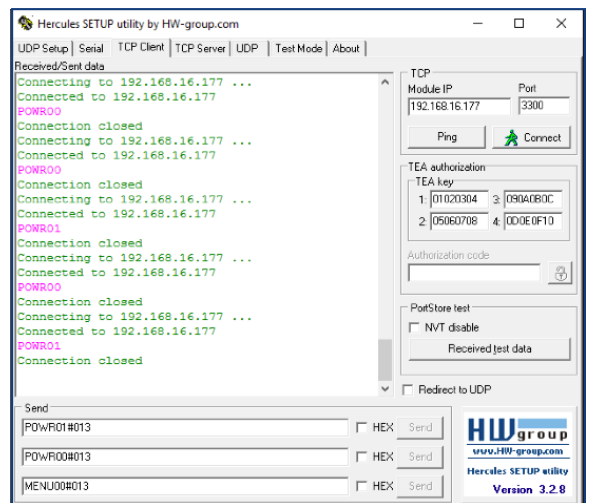 Hercules SETUP utility by HW-group.com
UDP Setup Serial TCP Client TCP Server UDP Test Mode About
Received/Sent data
Connecting to 192.168.16.177 ...
Connected to 192.168.16.177
POWR00
Connection closed
Connecting to 192.168.16.177 ...
Connected to 192.168.16.177
POWR00
Connection closed
Connecting to 192.168.16.177 ...
Connected to 192.168.16.177
POWR01
Connection closed
Connecting to 192.168.16.177 ...
Connected to 192.168.16.177
POWR00
Connection closed
Connecting to 192.168.16.177 ...
Connected to 192.168.16.177
POWR01
Connection closed
TCP
Module IP Port
192.168.16.177 3300
Ping Connect
TEA authorization
TEA key
1: 01020304 3: 090A0B0C
2: 05060708 4: 0D0E0F10
Authorization code
PortStore test
NVT disable
Received test data
Redirect to UDP
Send
POWR01#013 HEX Send
POWR00#013 HEX Send
MENU00#013 HEX Send
HW group
www.HW-group.com
Hercules SETUP utility
Version 3.2.8